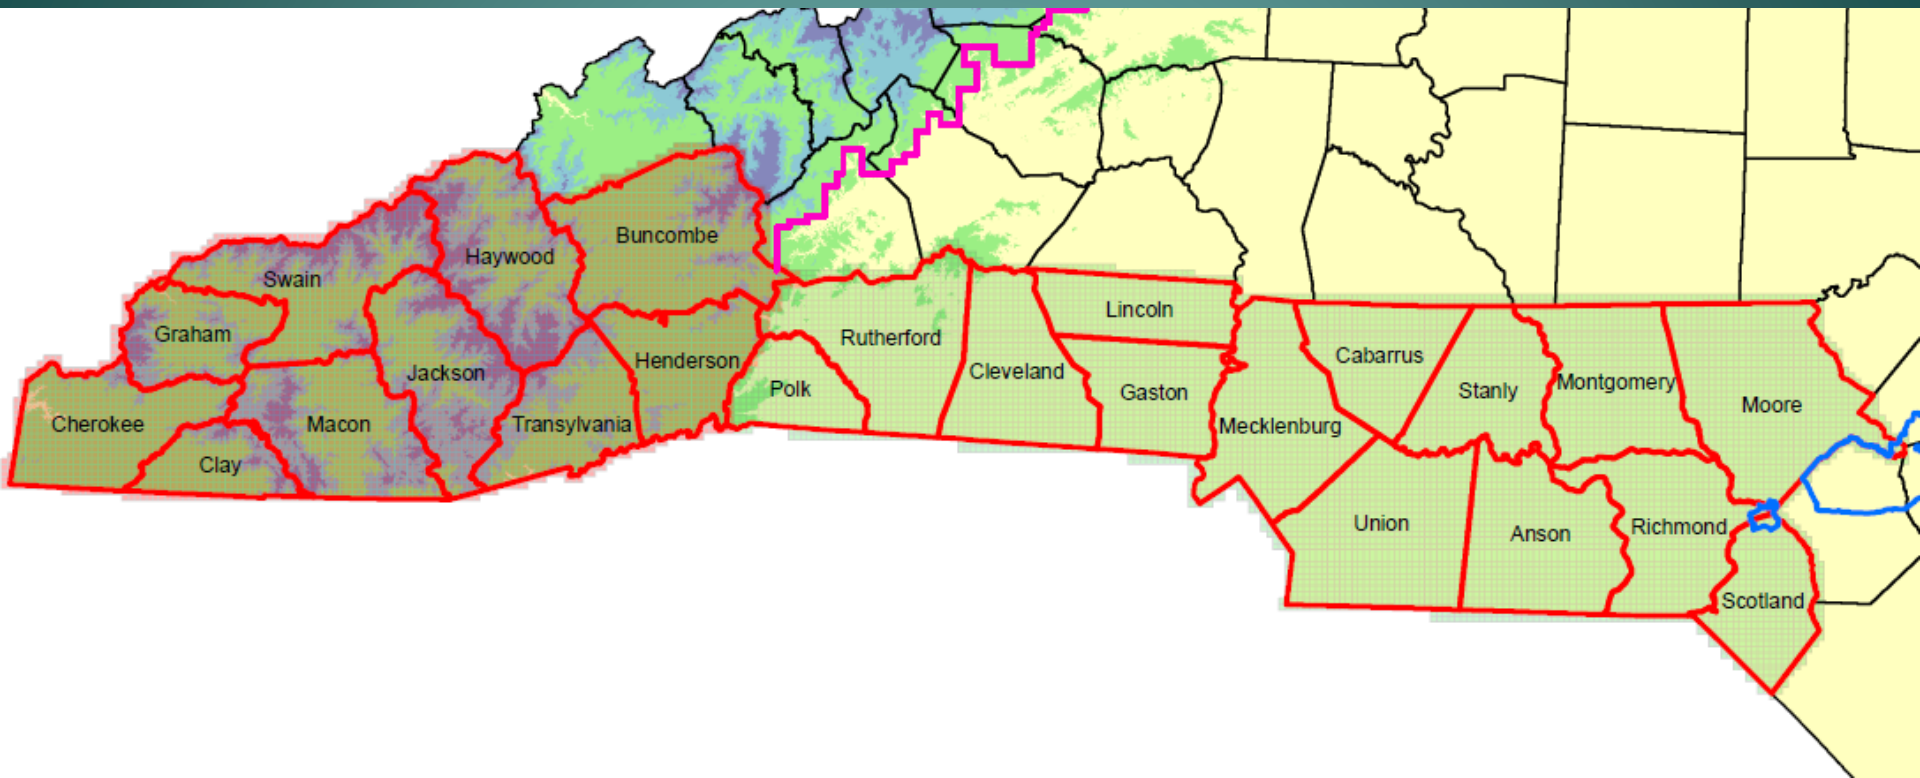 Buncombe
Haywood
Swain
Lincoln
Graham
Rutherford
Cabarrus
Henderson
Jackson
Cleveland
Montgomery
Polk
Stanly
Gaston
Moore
Cherokee
Macon
Transylvania
Mecklenburg
Clay
Union
Richmond
Anson
Scotland